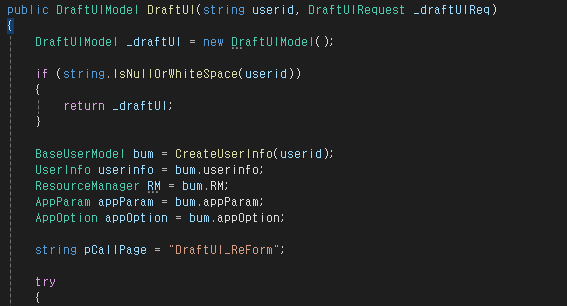 public DraftUIModel DraftUI(string userid, DraftUIRequest _draftUIReq)
{
DraftUIModel _draftUI = new DraftUIModel();
if (string.IsNullOrWhiteSpace(userid))
{
return _draftUI;
}
BaseUserModel bum = CreateUserInfo(userid);
UserInfo userinfo = bum.userinfo;
ResourceManager RM = bum.RM;
AppParam appParam = bum.appParam;
AppOption appOption = bum.appOption;
string pCallPage = "DraftUI_ReForm";
try
{